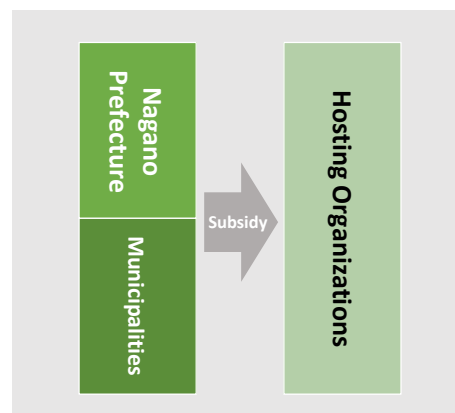 Nagano
Prefecture
Municipalities
Subsidy
Hosting Organizations